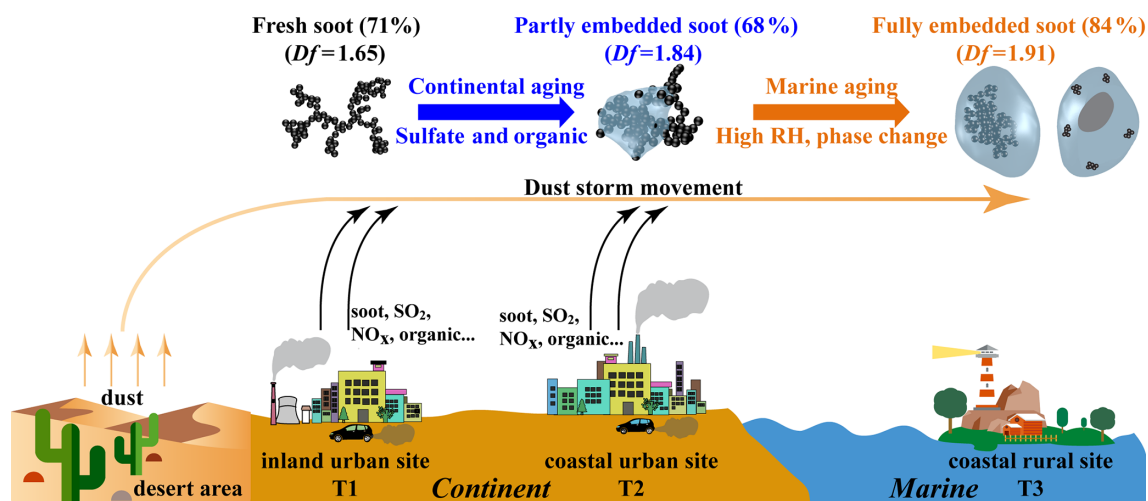 Fresh soot (71%)
(Df=1.65)
Partly embedded soot (68%)
(Df=1.84)
Fully embedded soot (84%)
(Df=1.91)
Continental aging
Sulfate and organic
Marine aging
High RH, phase change
Dust storm movement
soot, SO2,
NOX, organic...
soot, SO2,
NOX, organic...
dust
desert area
inland urban site
T1
Continent
coastal urban site
T2
Marine
coastal rural site
T3